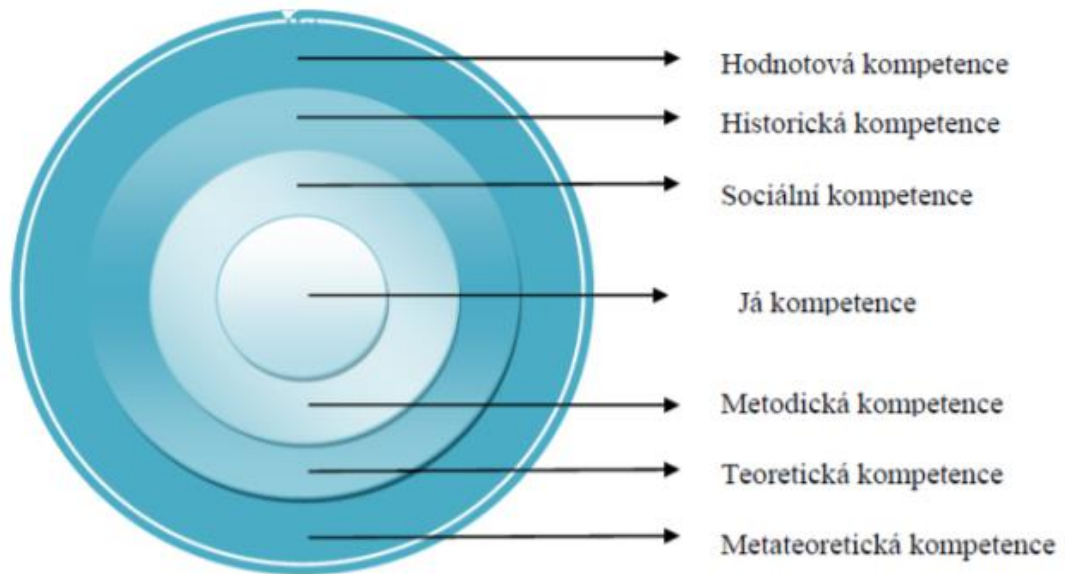 Hodnotová kompetence
Historická kompetence
Sociální kompetence
Já kompetence
Metodická kompetence
Teoretická kompetence
Metateoretická kompetence